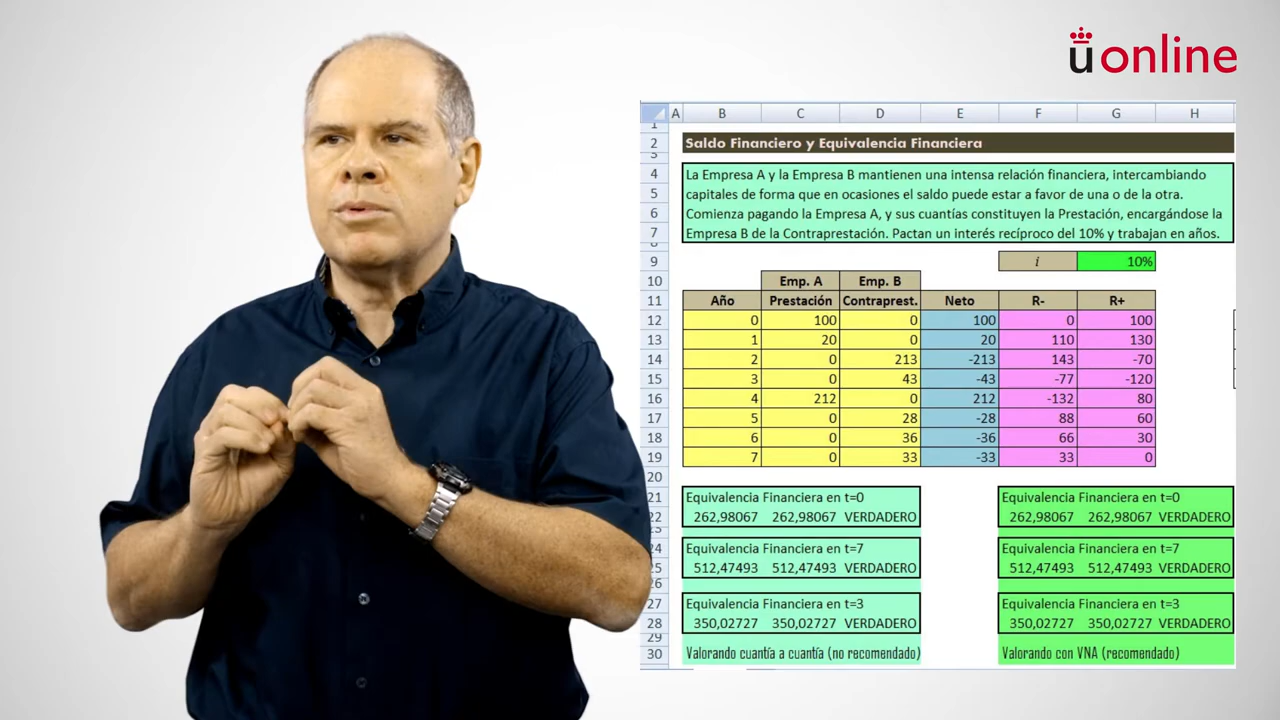 uonline
A B C D E F G H
1
2 Saldo Financiero y Equivalencia Financiera
3
4 La Empresa A y la Empresa B mantienen una intensa relación financiera, intercambiando
5 capitales de forma que en ocasiones el saldo puede estar a favor de una o de la otra.
6 Comienza pagando la Empresa A, y sus cuantías constituyen la Prestación, encargándose la
7 Empresa B de la Contraprestación. Pactan un interés recíproco del 10% y trabajan en años.
8
9 i 10%
10 Emp. A Emp. B
11 Año Prestación Contraprest. Neto R- R+
12 0 100 0 100 0 100
13 1 20 0 20 110 130
14 2 0 213 -213 143 -70
15 3 0 43 -43 -77 -120
16 4 212 0 212 -132 80
17 5 0 28 -28 88 60
18 6 0 36 -36 66 30
19 7 0 33 -33 33 0
20
21 Equivalencia Financiera en t=0 Equivalencia Financiera en t=0
22 262,98067 262,98067 VERDADERO 262,98067 262,98067 VERDADERO
23
24 Equivalencia Financiera en t=7 Equivalencia Financiera en t=7
25 512,47493 512,47493 VERDADERO 512,47493 512,47493 VERDADERO
26
27 Equivalencia Financiera en t=3 Equivalencia Financiera en t=3
28 350,02727 350,02727 VERDADERO 350,02727 350,02727 VERDADERO
29
30 Valorando cuantía a cuantía (no recomendado) Valorando con VNA (recomendado)